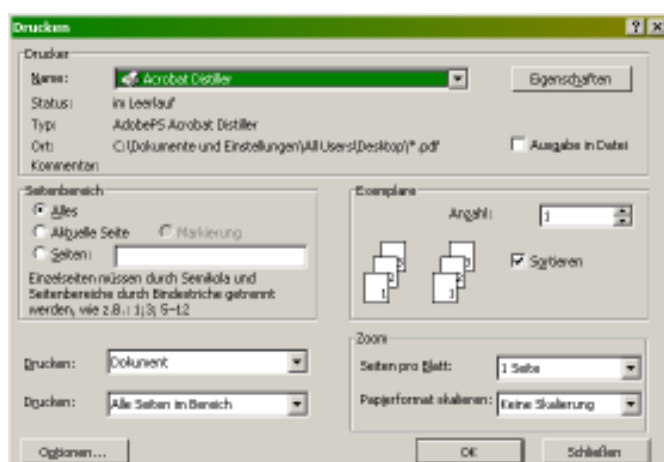 Drucken
Drucker
Name: Acrobat Distiller Eigenschaften
Status: im Leerlauf
Typ: AdobePS Acrobat Distiller
Ort: C:\Dokumente und Einstellungen\All Users\Desktop\*.pdf Ausgabe in Datei
Kommentar:
Seitenbereich
Alles
Aktuelle Seite Markierung
Seiten:
Einzelseiten müssen durch Semikola und
Seitenbereiche durch Bindestriche getrennt
werden, wie z.B.: 1;3; 5-12
Exemplare
Anzahl: 1
Sortieren
Drucken: Dokument
Drucken: Alle Seiten im Bereich
Zoom
Seiten pro Blatt: 1 Seite
Papierformat skalieren: Keine Skalierung
Optionen... OK Schließen